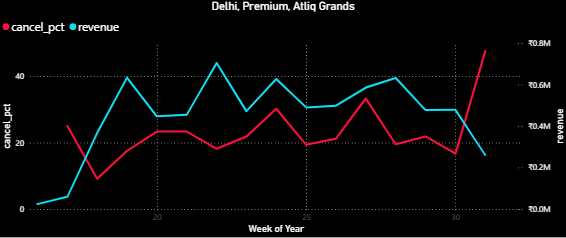 Delhi, Premium, Atliq Grands
cancel_pct revenue
₹0.8M
40
₹0.6M
₹0.4M
20
₹0.2M
0
₹0.0M
cancel_pct
revenue
20 25 30
Week of Year